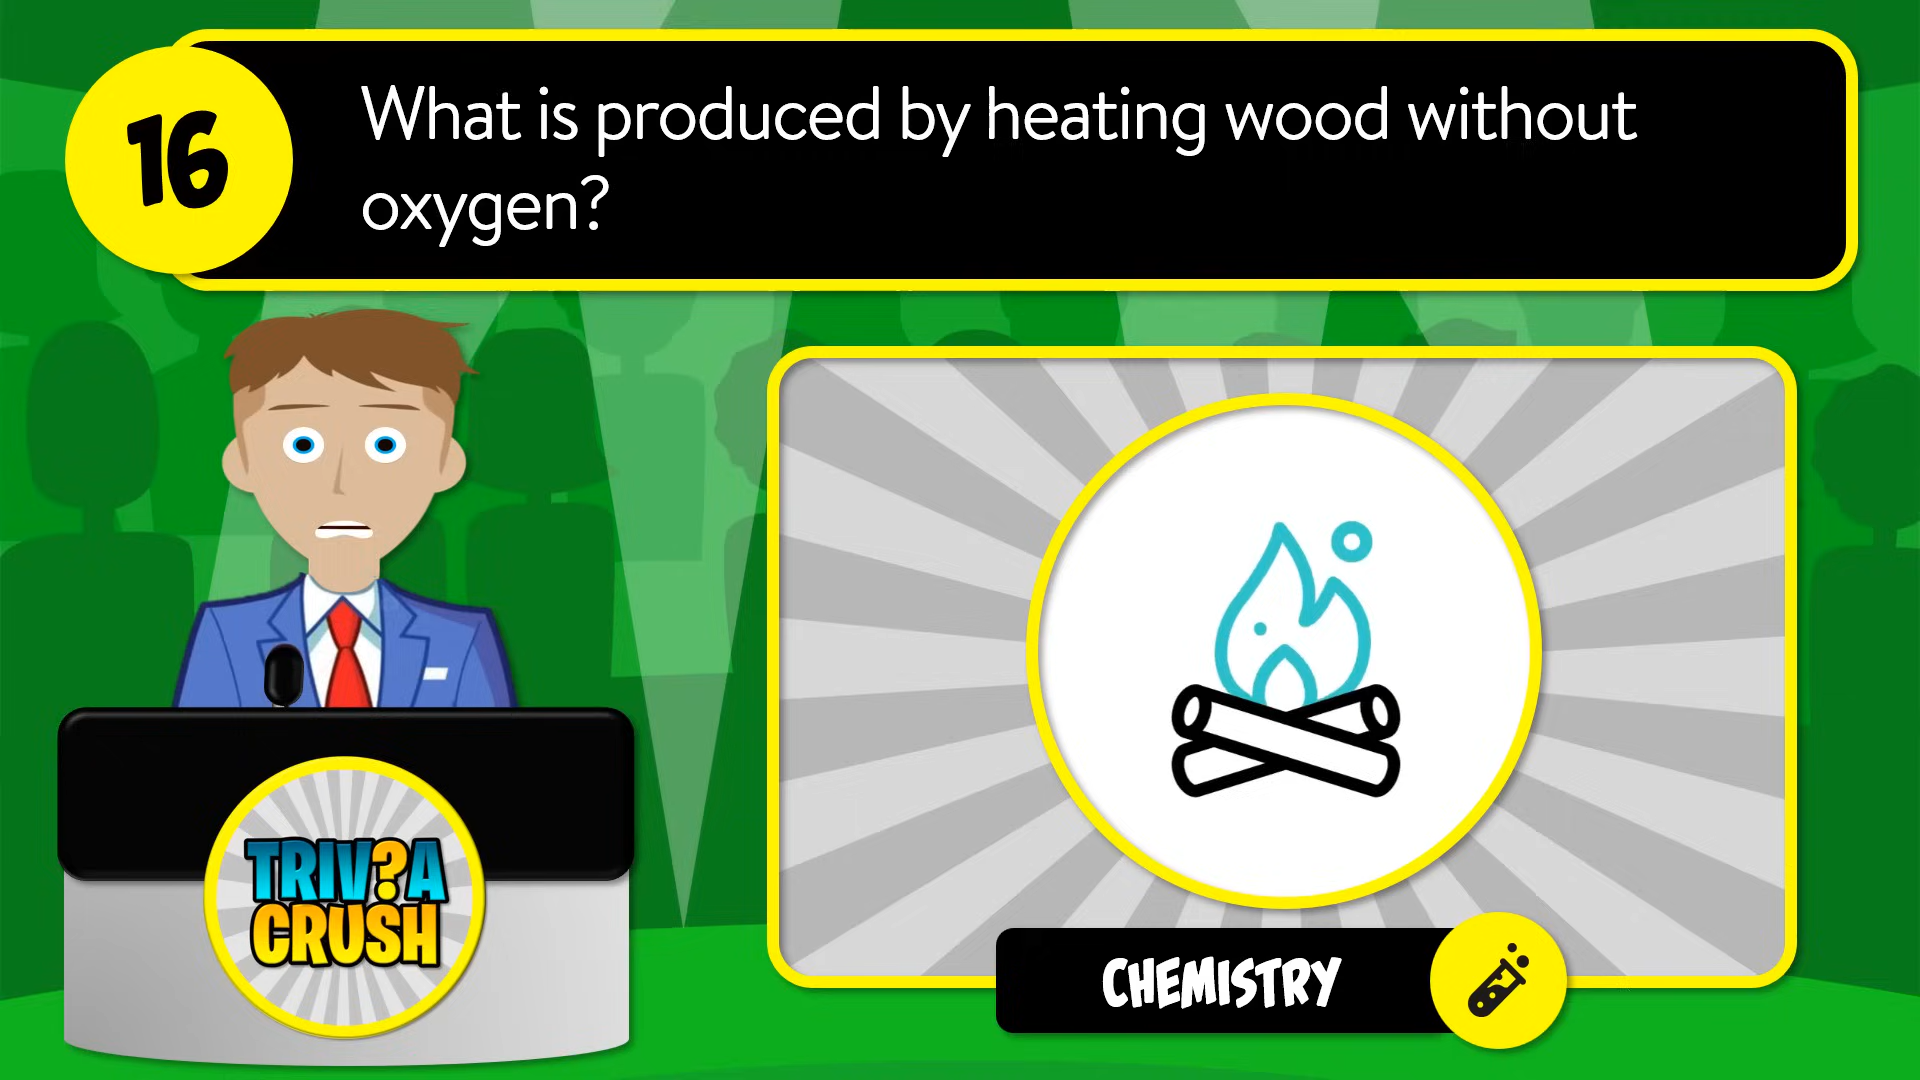 16
What is produced by heating wood without
oxygen?
TRIV?A
CRUSH
CHEMISTRY